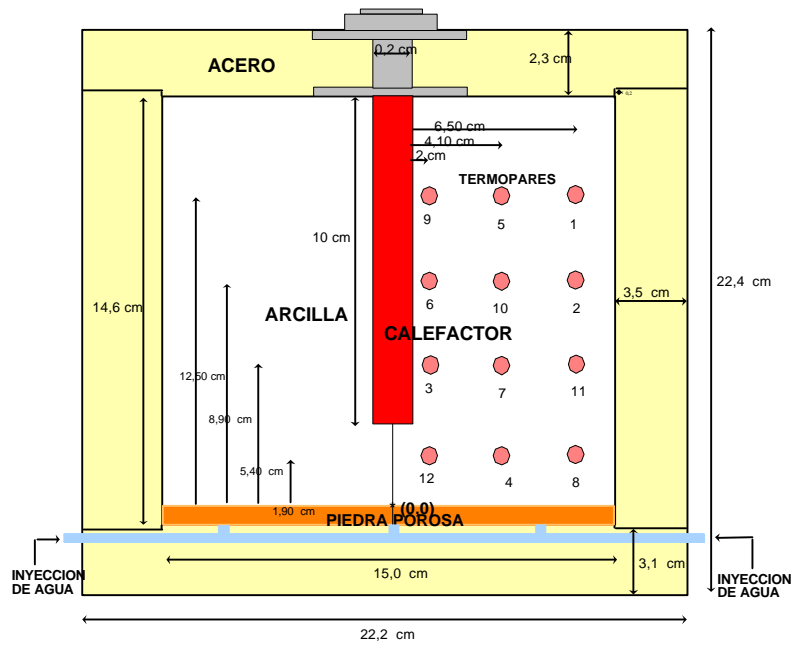 0,2 cm
2,3 cm
ACERO
0,2
6,50 cm
4,10 cm
2 cm
TERMOPARES
9
5
1
10 cm
14,6 cm
3,5 cm
22,4 cm
6
10
2
ARCILLA
CALEFACTOR
12,50 cm
3
7
11
8,90 cm
5,40 cm
12
4
8
1,90 cm
(0,0)
PIEDRA POROSA
INYECCION
DE AGUA
15,0 cm
3,1 cm
INYECCION
DE AGUA
22,2 cm